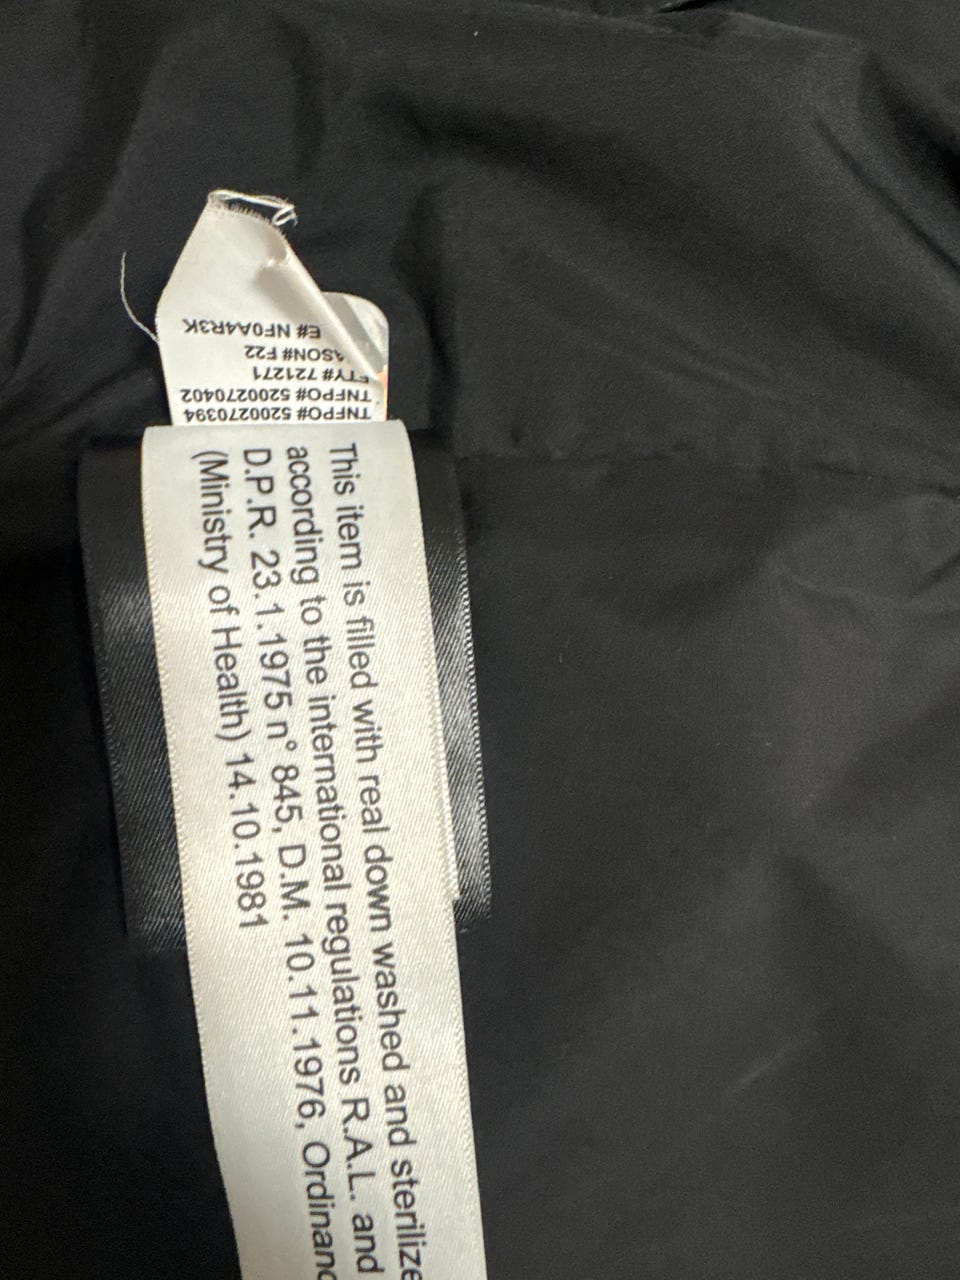 E# NF0A4R3K
ASON# F22
FTY# 721271
TNFPO# 5200270402
TNFPO# 5200270394
This item is filled with real down washed and sterilize
according to the international regulations R.A.L. and
D.P.R. 23.1.1975 n° 845, D.M. 10.11.1976, Ordinanc
(Ministry of Health) 14.10.1981